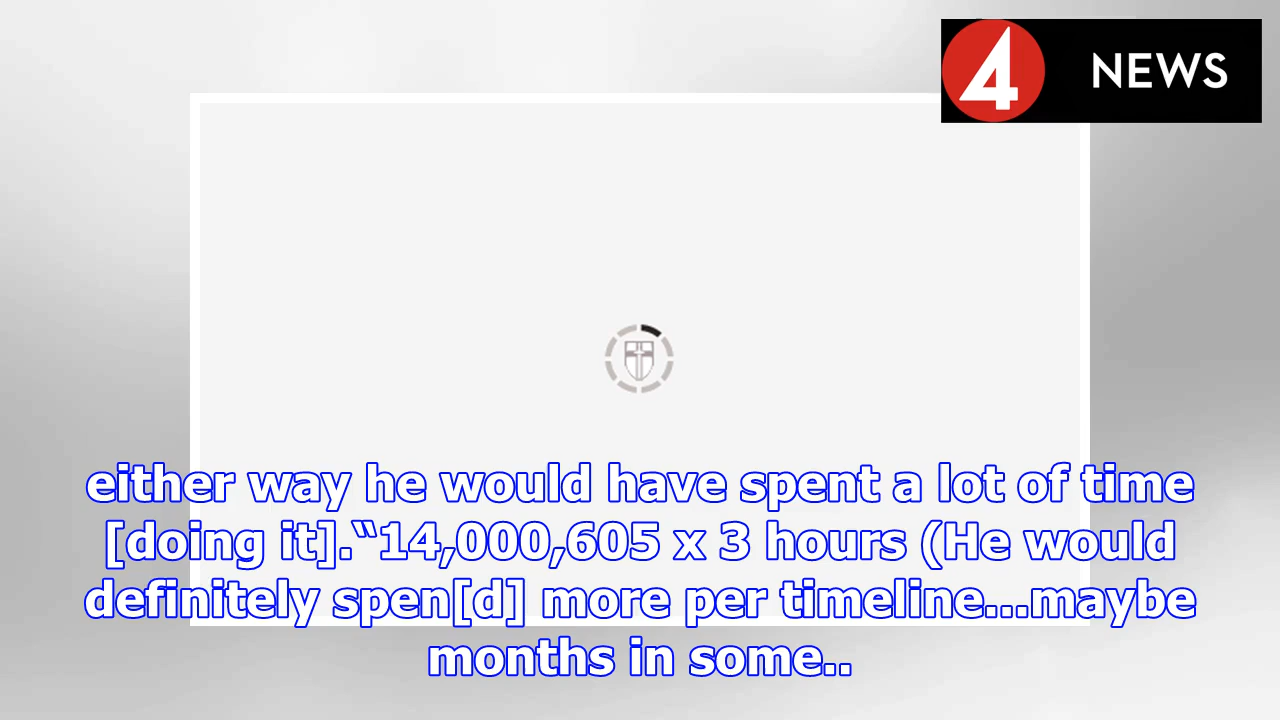 4 NEWS
either way he would have spent a lot of time
[doing it].“14,000,605 x 3 hours (He would
definitely spen[d] more per timeline...maybe
months in some..